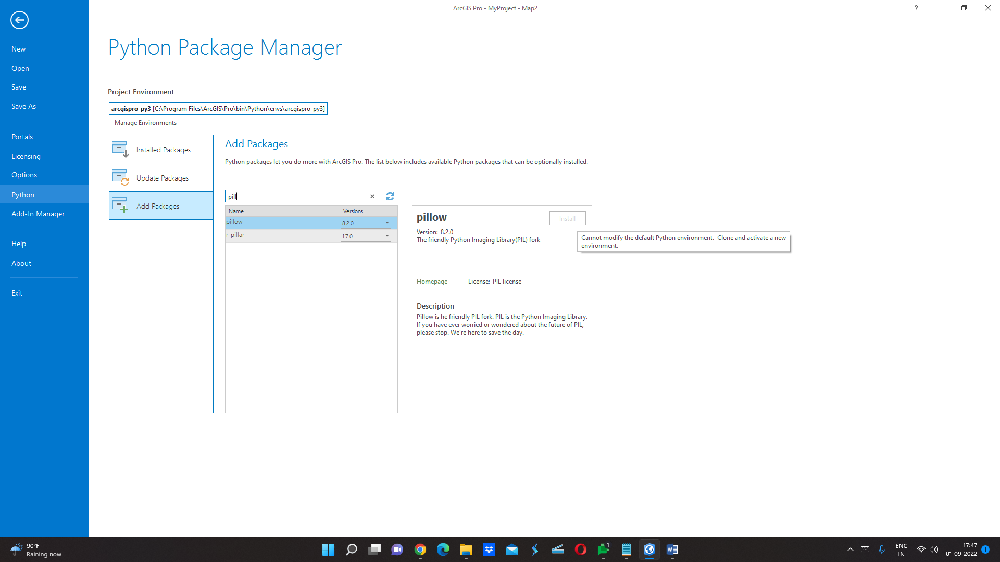 ArcGIS Pro - MyProject - Map2
?
New
Open
Save
Save As
Portals
Licensing
Options
Python
Add-In Manager
Help
About
Exit
Python Package Manager
Project Environment
arcgispro-py3 [C:\Program Files\ArcGIS\Pro\bin\Python\envs\arcgispro-py3]
Manage Environments
Installed Packages
Update Packages
Add Packages
Add Packages
Python packages let you do more with ArcGIS Pro. The list below includes available Python packages that can be optionally installed.
pill
Name Versions
pillow 8.2.0
r-pillar 1.7.0
pillow
Install
Version: 8.2.0
The friendly Python Imaging Library(PIL) fork
Cannot modify the default Python environment. Clone and activate a new
environment.
Homepage License: PIL license
Description
Pillow is he friendly PIL fork. PIL is the Python Imaging Library.
If you have ever worried or wondered about the future of PIL,
please stop. We're here to save the day.
90°F
Raining now
1
W
ENG
IN
17:47
01-09-2022
1